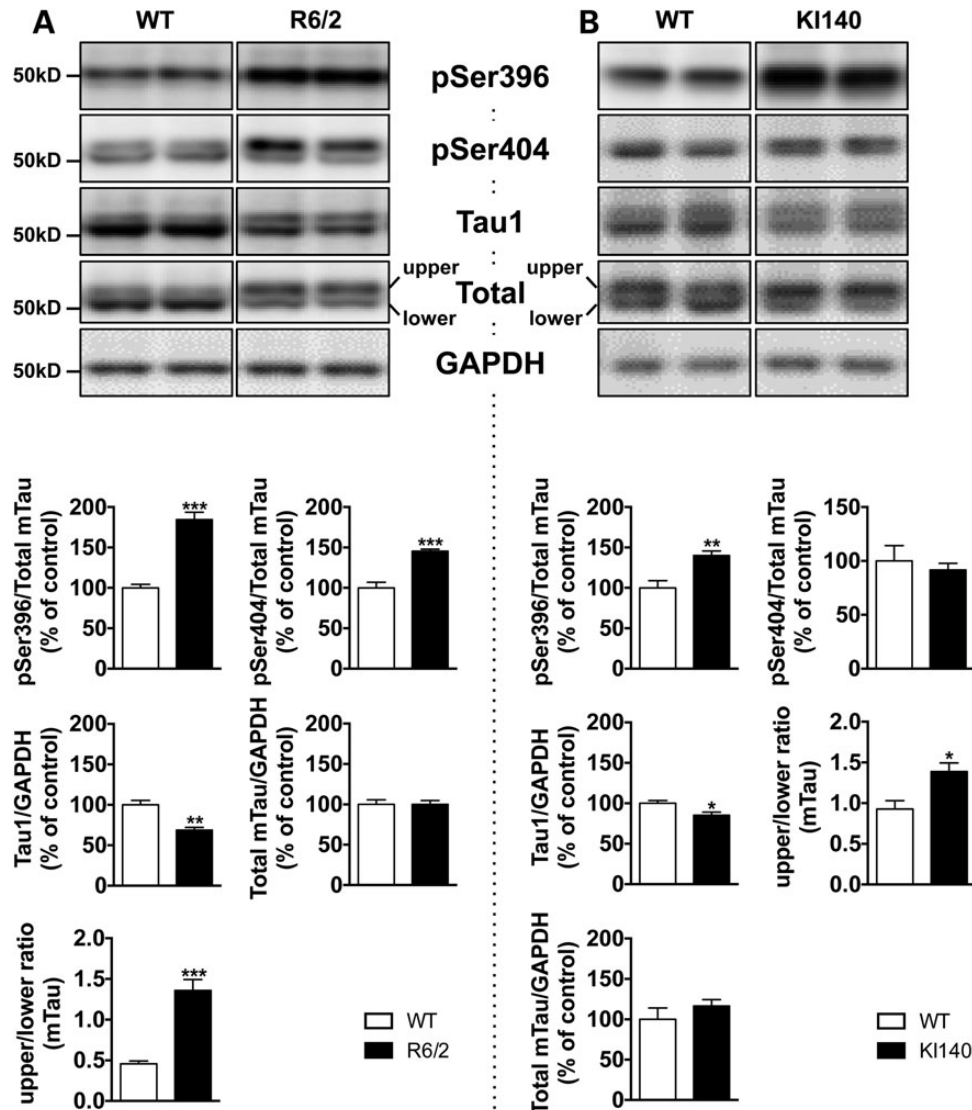 A WT R6/2 B WT KI140
50kD pSer396
50kD pSer404
50kD Tau1
upper upper
50kD Total
lower lower
50kD GAPDH
pSer396/Total mTau
(% of control)
200
150
100
50
0
***
pSer404/Total mTau
(% of control)
200
150
100
50
0
***
pSer396/Total mTau
(% of control)
200
150
100
50
0
**
pSer404/Total mTau
(% of control)
150
100
50
0
Tau1/GAPDH
(% of control)
200
150
100
50
0
**
Total mTau/GAPDH
(% of control)
200
150
100
50
0
Tau1/GAPDH
(% of control)
200
150
100
50
0
*
upper/lower ratio
(mTau)
2.0
1.5
1.0
0.5
0.0
*
upper/lower ratio
(mTau)
2.0
1.5
1.0
0.5
0.0
***
WT
R6/2
Total mTau/GAPDH
(% of control)
200
150
100
50
0
WT
KI140